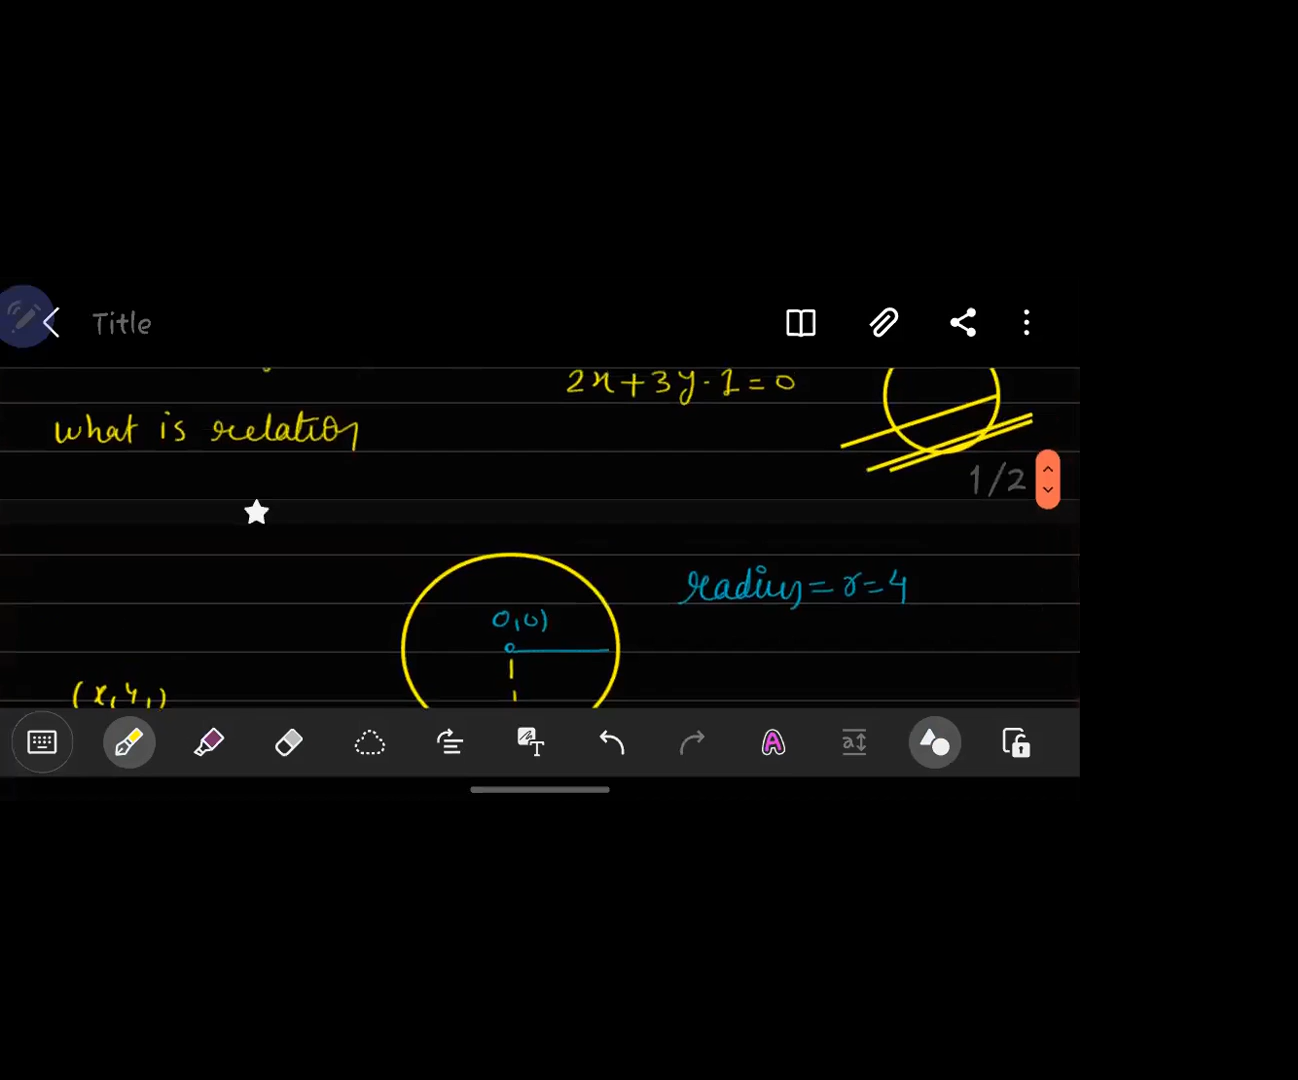 Title
2x+3y-1=0
what is relation
1/2
radius=r=4
0,0)
(x,y,)
T
A
a